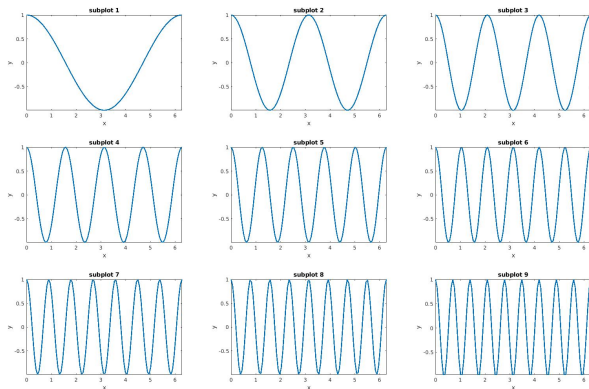 subplot 1
1
0.5
0
-0.5
y
0 1 2 3 4 5 6
x
subplot 2
1
0.5
0
-0.5
y
0 1 2 3 4 5 6
x
subplot 3
1
0.5
0
-0.5
y
0 1 2 3 4 5 6
x
subplot 4
1
0.5
0
-0.5
y
0 1 2 3 4 5 6
x
subplot 5
1
0.5
0
-0.5
y
0 1 2 3 4 5 6
x
subplot 6
1
0.5
0
-0.5
y
0 1 2 3 4 5 6
x
subplot 7
1
0.5
0
-0.5
y
0 1 2 3 4 5 6
x
subplot 8
1
0.5
0
-0.5
y
0 1 2 3 4 5 6
x
subplot 9
1
0.5
0
-0.5
y
0 1 2 3 4 5 6
x